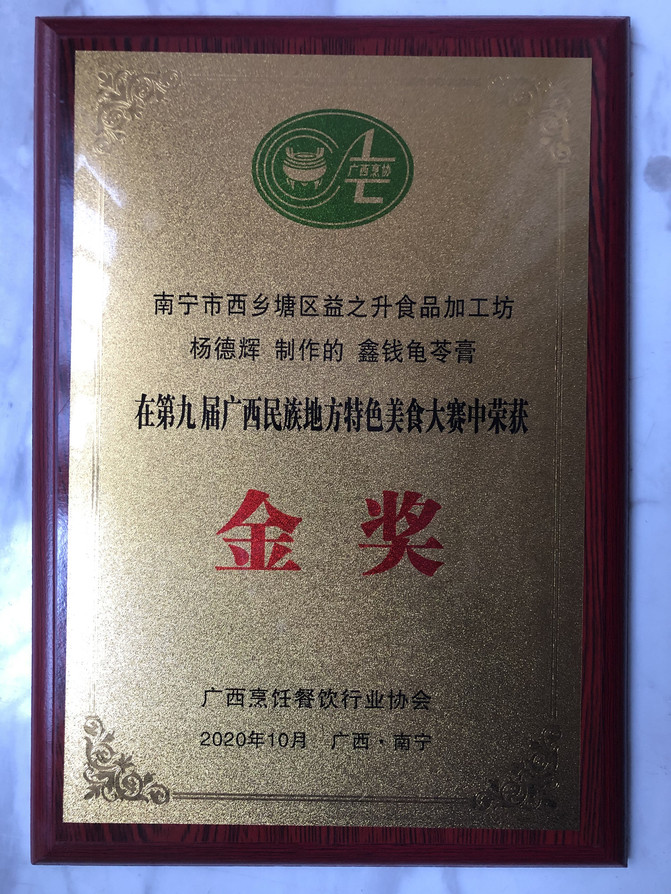 广西烹协
南宁市西乡塘区益之升食品加工坊
杨德辉 制作的 鑫钱龟苓膏
在第九届广西民族地方特色美食大赛中荣获
金奖
广西烹饪餐饮行业协会
2020年10月 广西·南宁